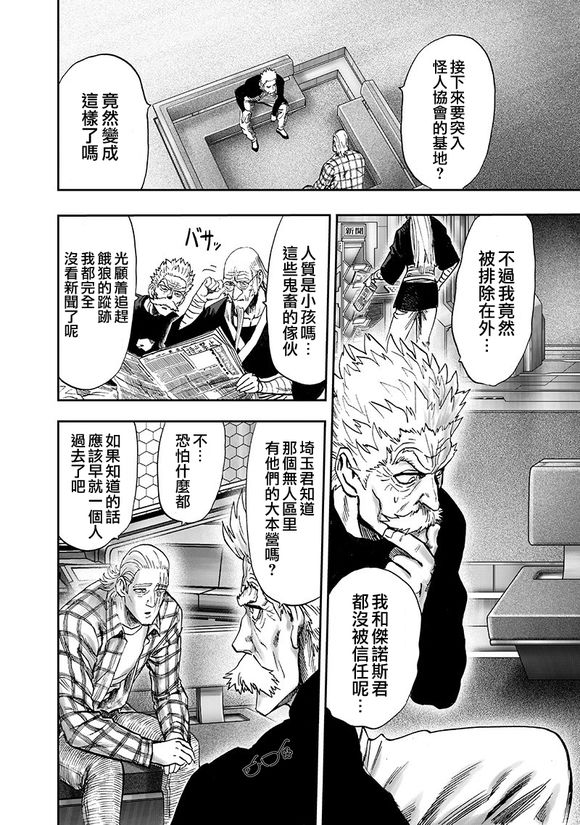 接下來要突入
怪人協會的基地?
竟然變成
這樣了嗎
新聞
不過我竟然
被排除在外…
人質是小孩嗎…
這些鬼畜的傢伙
バサッ
光顧着追趕
餓狼的蹤跡
我都完全
沒看新聞了呢
我和傑諾斯君
都沒被信任呢…
埼玉君知道
那個無人區里
有他們的大本營嗎?
不…
恐怕什麼都
如果知道的話
應該早就一個人
過去了吧